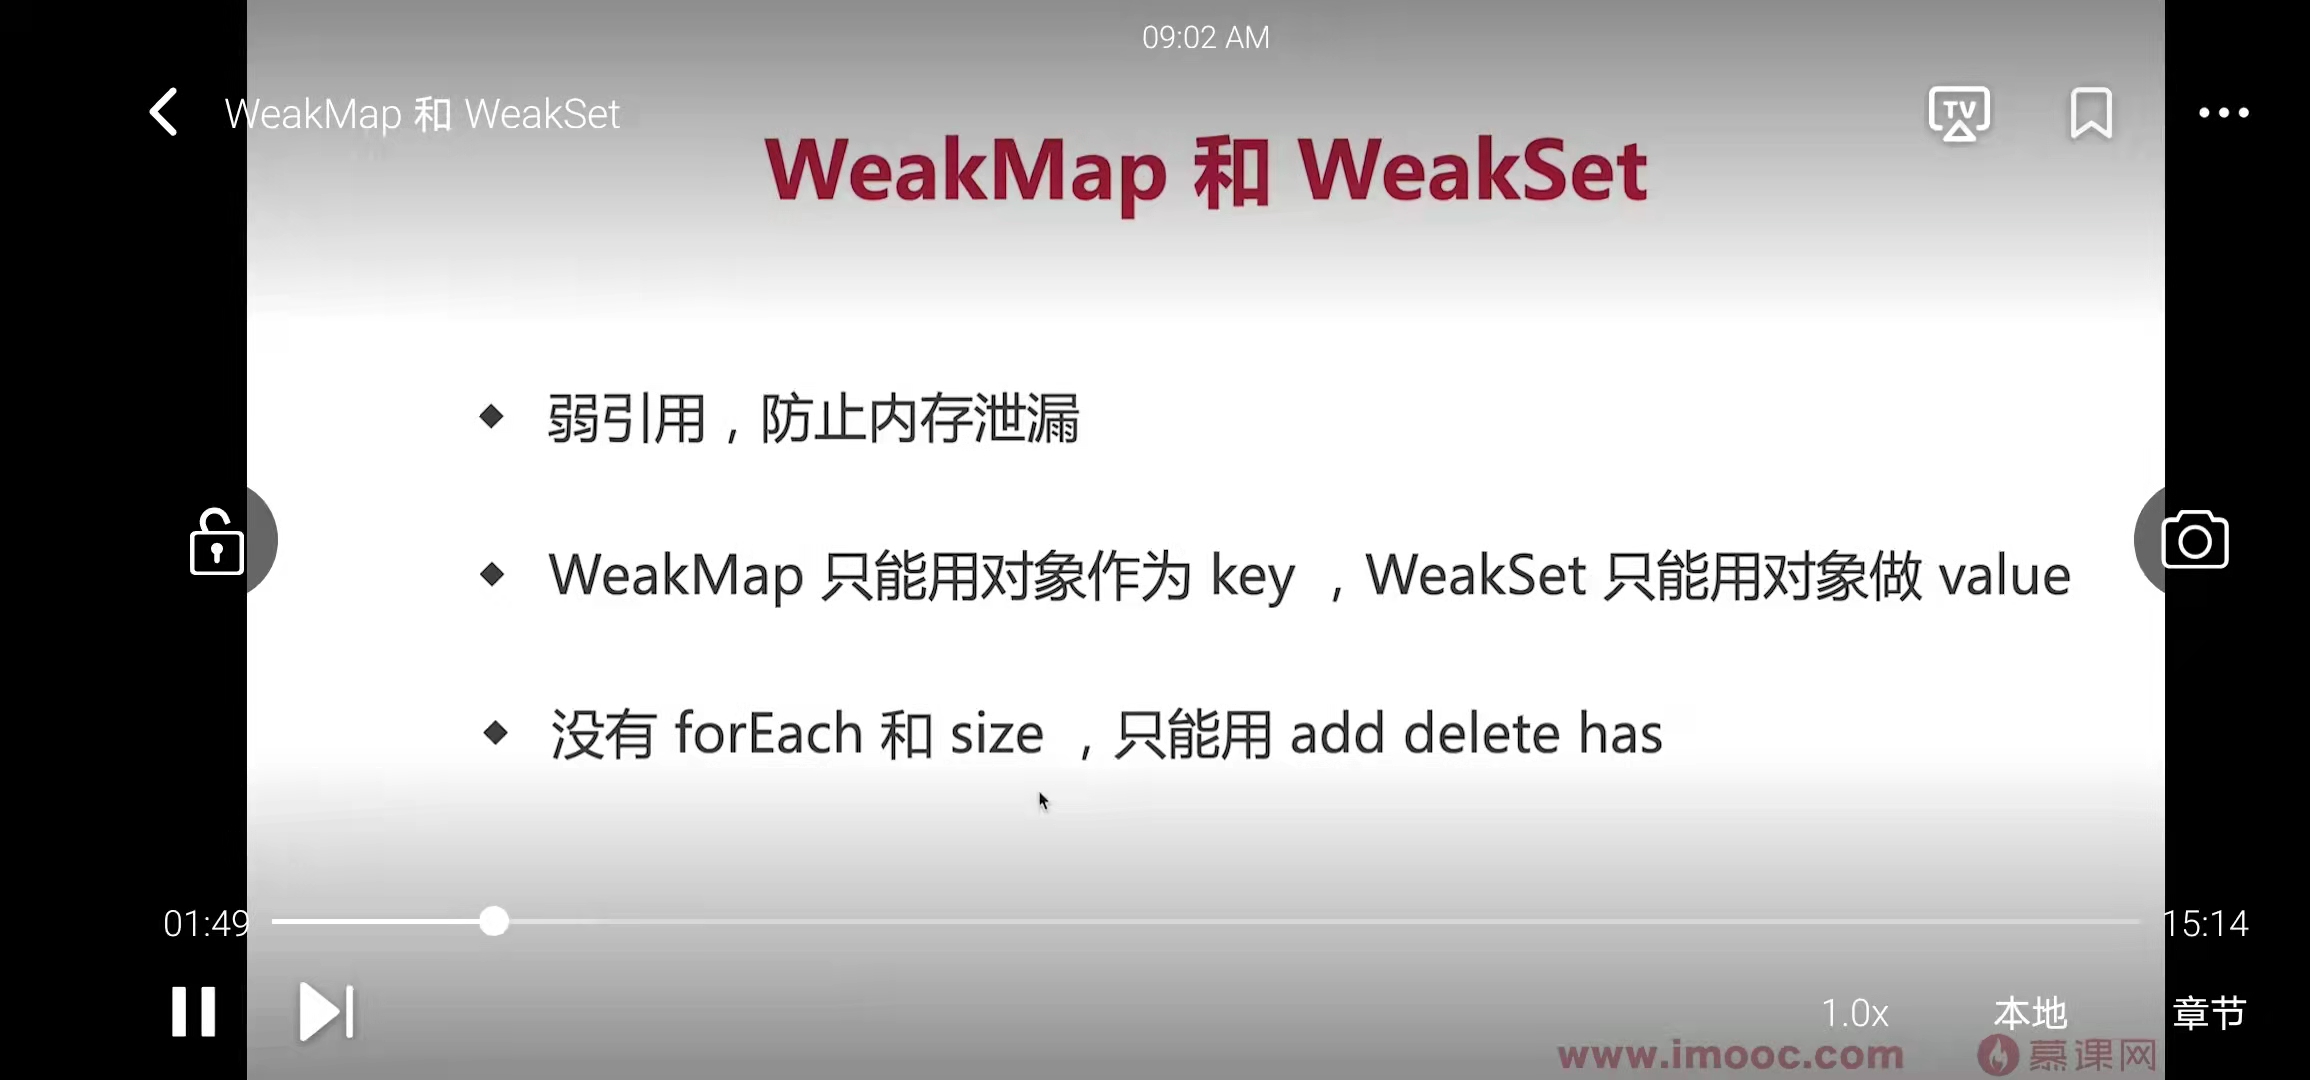 09:02 AM
WeakMap 和 WeakSet
TV
WeakMap 和 WeakSet
弱引用，防止内存泄漏
WeakMap 只能用对象作为 key ，WeakSet 只能用对象做 value
没有 forEach 和 size ，只能用 add delete has
01:49
15:14
1.0x
本地
章节
www.imooc.com
慕课网